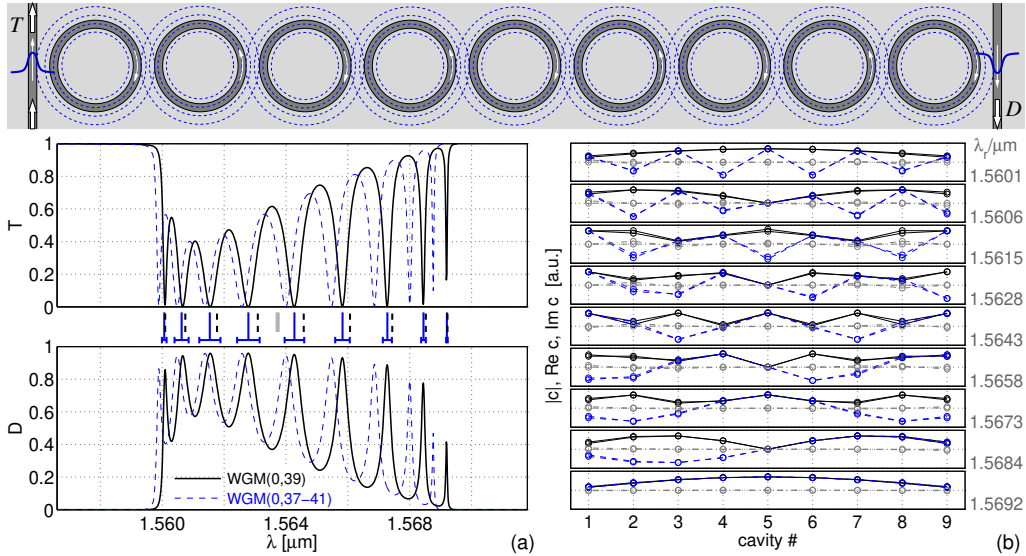 T
D
1
0.8
0.6
0.4
0.2
0
T
1
0.8
0.6
0.4
0.2
0
D
WGM(0,39)
WGM(0,37−41)
1.560
1.564
1.568
λ [μm]
(a)
|c|, Re c, Im c [a.u.]
λr/μm
1.5601
1.5606
1.5615
1.5628
1.5643
1.5658
1.5673
1.5684
1.5692
1 2 3 4 5 6 7 8 9
cavity #
(b)